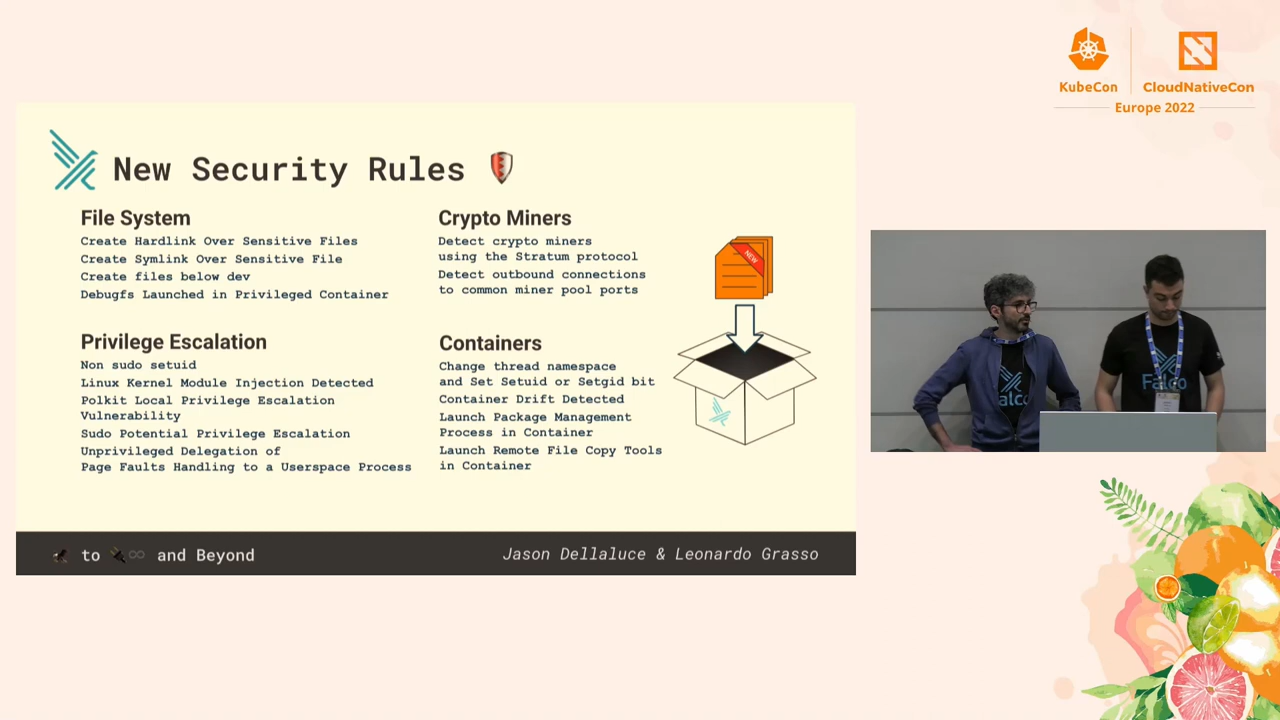 KubeCon
CloudNativeCon
Europe 2022
New Security Rules
File System
Create Hardlink Over Sensitive Files
Create Symlink Over Sensitive File
Create files below dev
Debugfs Launched in Privileged Container
Privilege Escalation
Non sudo setuid
Linux Kernel Module Injection Detected
Polkit Local Privilege Escalation
Vulnerability
Sudo Potential Privilege Escalation
Unprivileged Delegation of
Page Faults Handling to a Userspace Process
Crypto Miners
Detect crypto miners
using the Stratum protocol
Detect outbound connections
to common miner pool ports
Containers
Change thread namespace
and Set Setuid or Setgid bit
Container Drift Detected
Launch Package Management
Process in Container
Launch Remote File Copy Tools
in Container
NEW
to and Beyond
Jason Dellaluce & Leonardo Grasso
Falco
alco